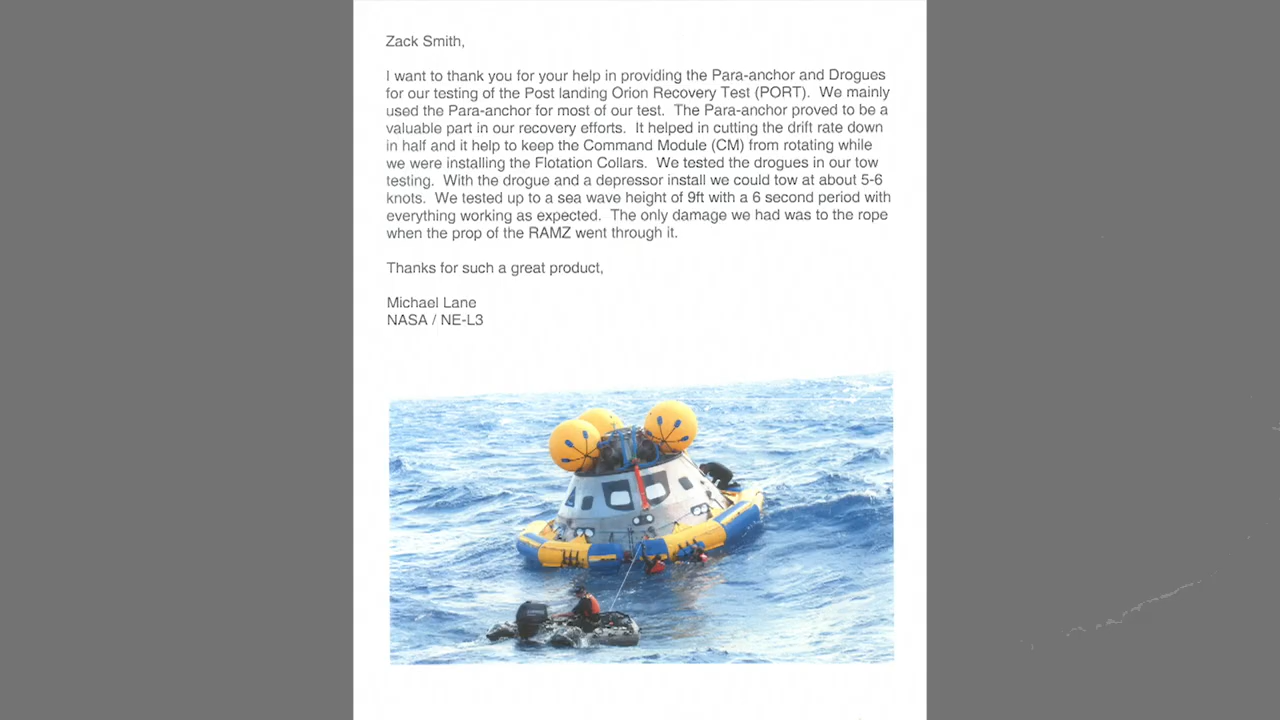 Zack Smith,
I want to thank you for your help in providing the Para-anchor and Drogues
for our testing of the Post landing Orion Recovery Test (PORT).  We mainly
used the Para-anchor for most of our test.  The Para-anchor proved to be a
valuable part in our recovery efforts.  It helped in cutting the drift rate down
in half and it help to keep the Command Module (CM) from rotating while
we were installing the Flotation Collars.  We tested the drogues in our tow
testing.  With the drogue and a depressor install we could tow at about 5-6
knots.  We tested up to a sea wave height of 9ft with a 6 second period with
everything working as expected.  The only damage we had was to the rope
when the prop of the RAMZ went through it.
Thanks for such a great product,
Michael Lane
NASA / NE-L3